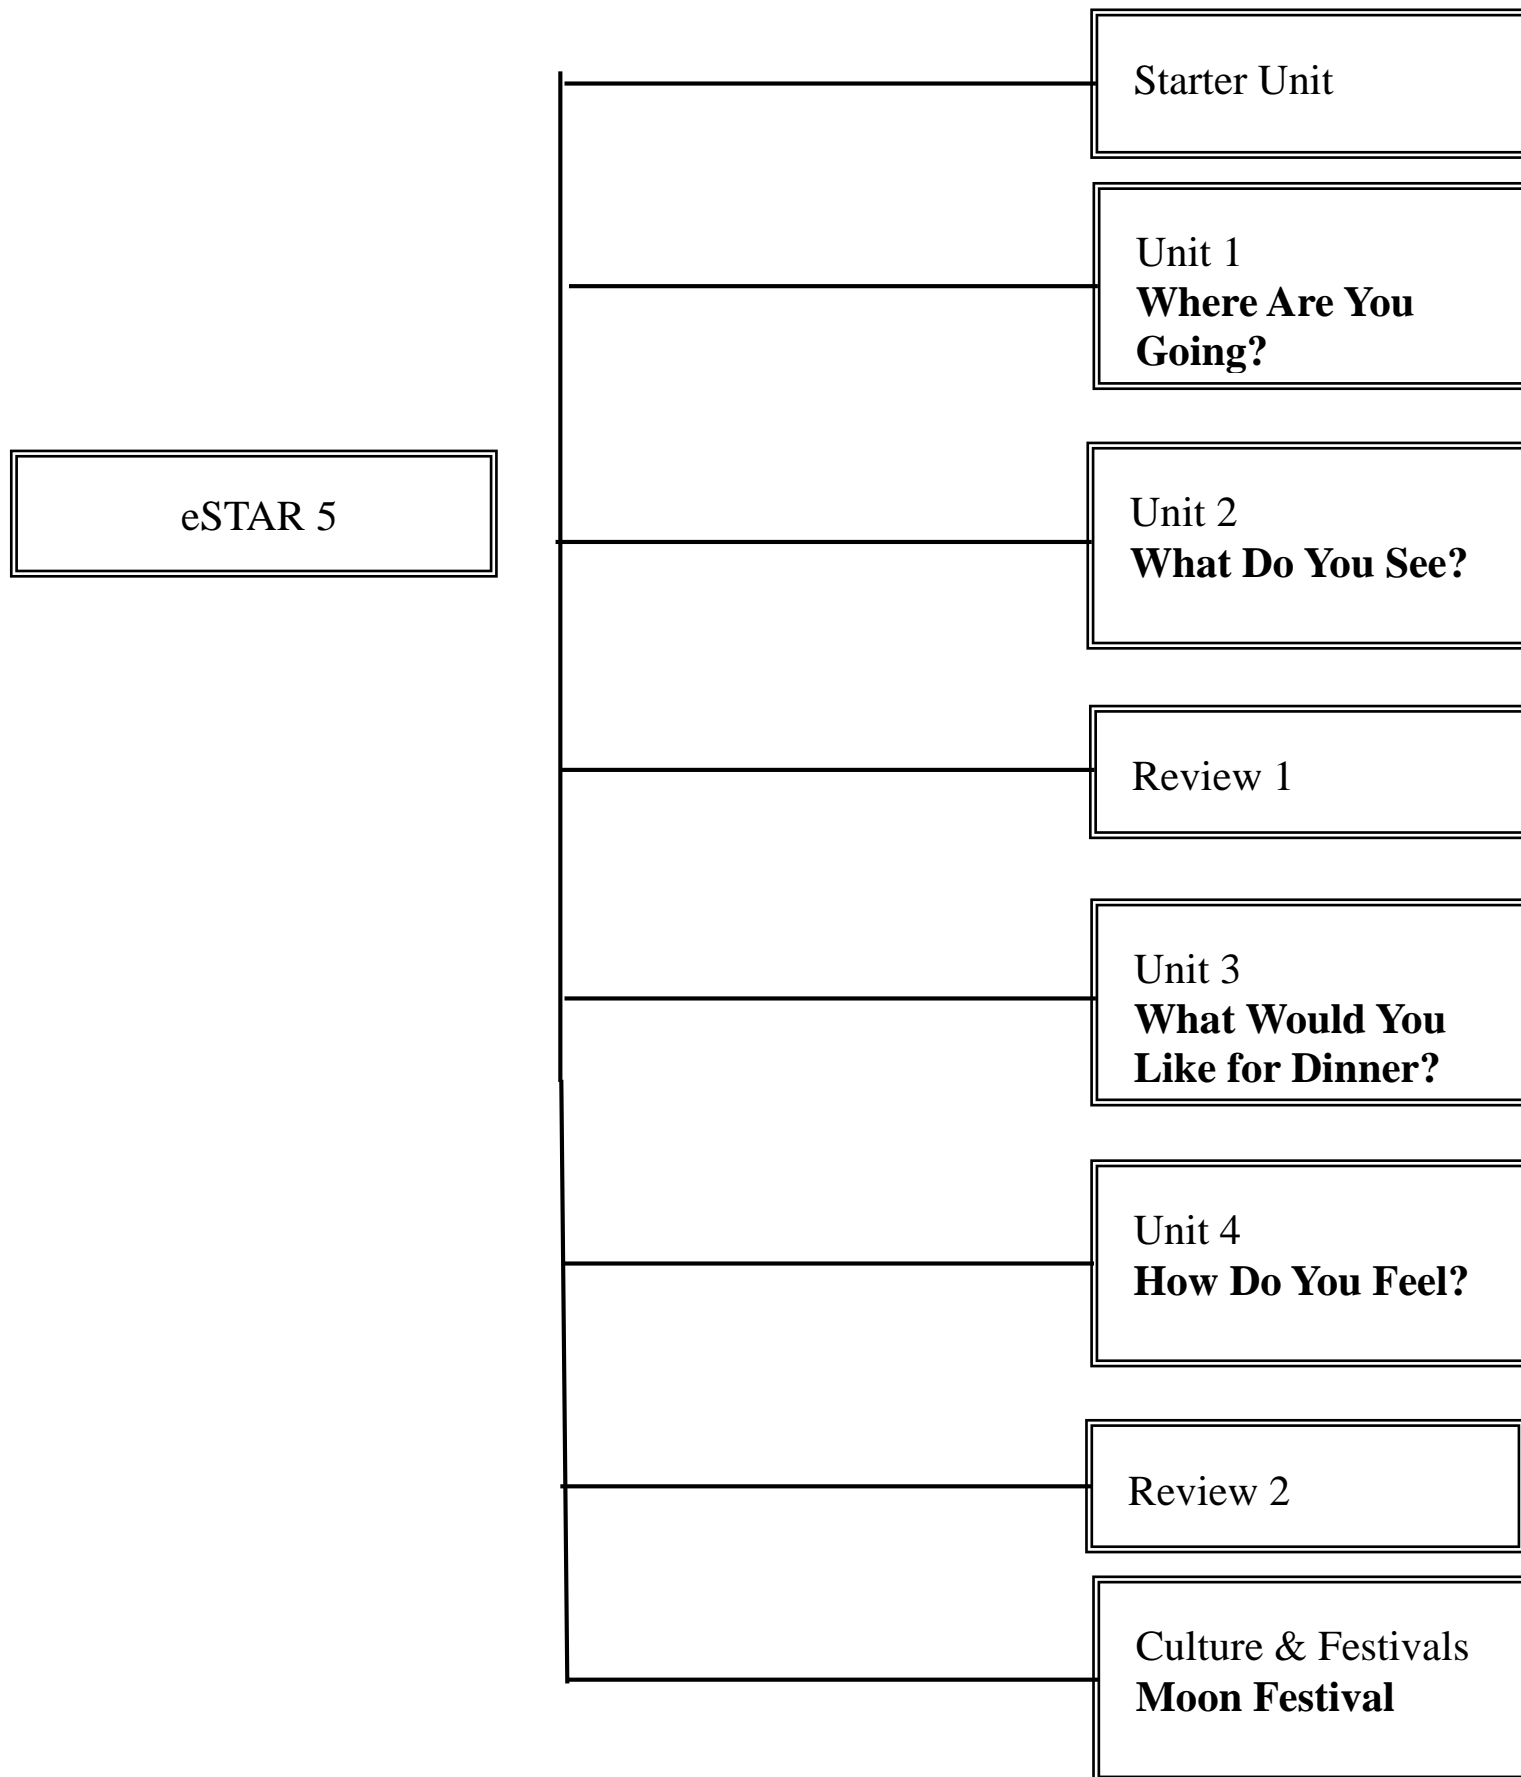 eSTAR 5
Starter Unit
Unit 1
Where Are You
Going?
Unit 2
What Do You See?
Review 1
Unit 3
What Would You
Like for Dinner?
Unit 4
How Do You Feel?
Review 2
Culture & Festivals
Moon Festival